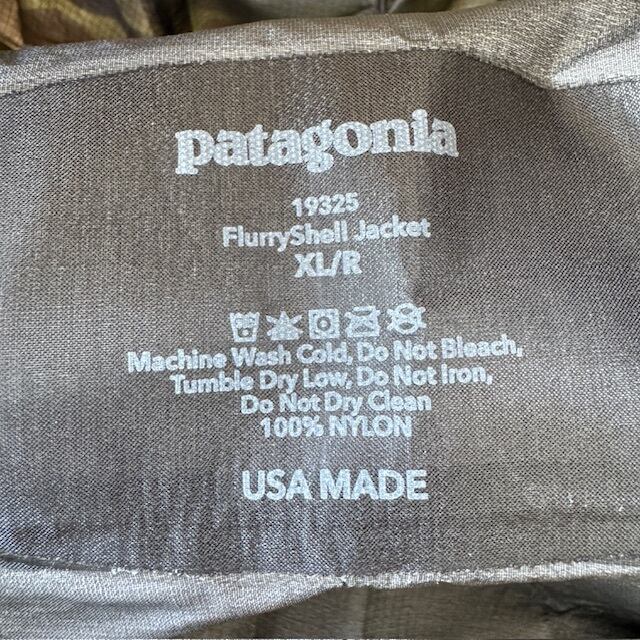 patagonia
19325
FlurryShell Jacket
XL/R
Machine Wash Cold, Do Not Bleach,
Tumble Dry Low, Do Not Iron,
Do Not Dry Clean
100% NYLON
USA MADE